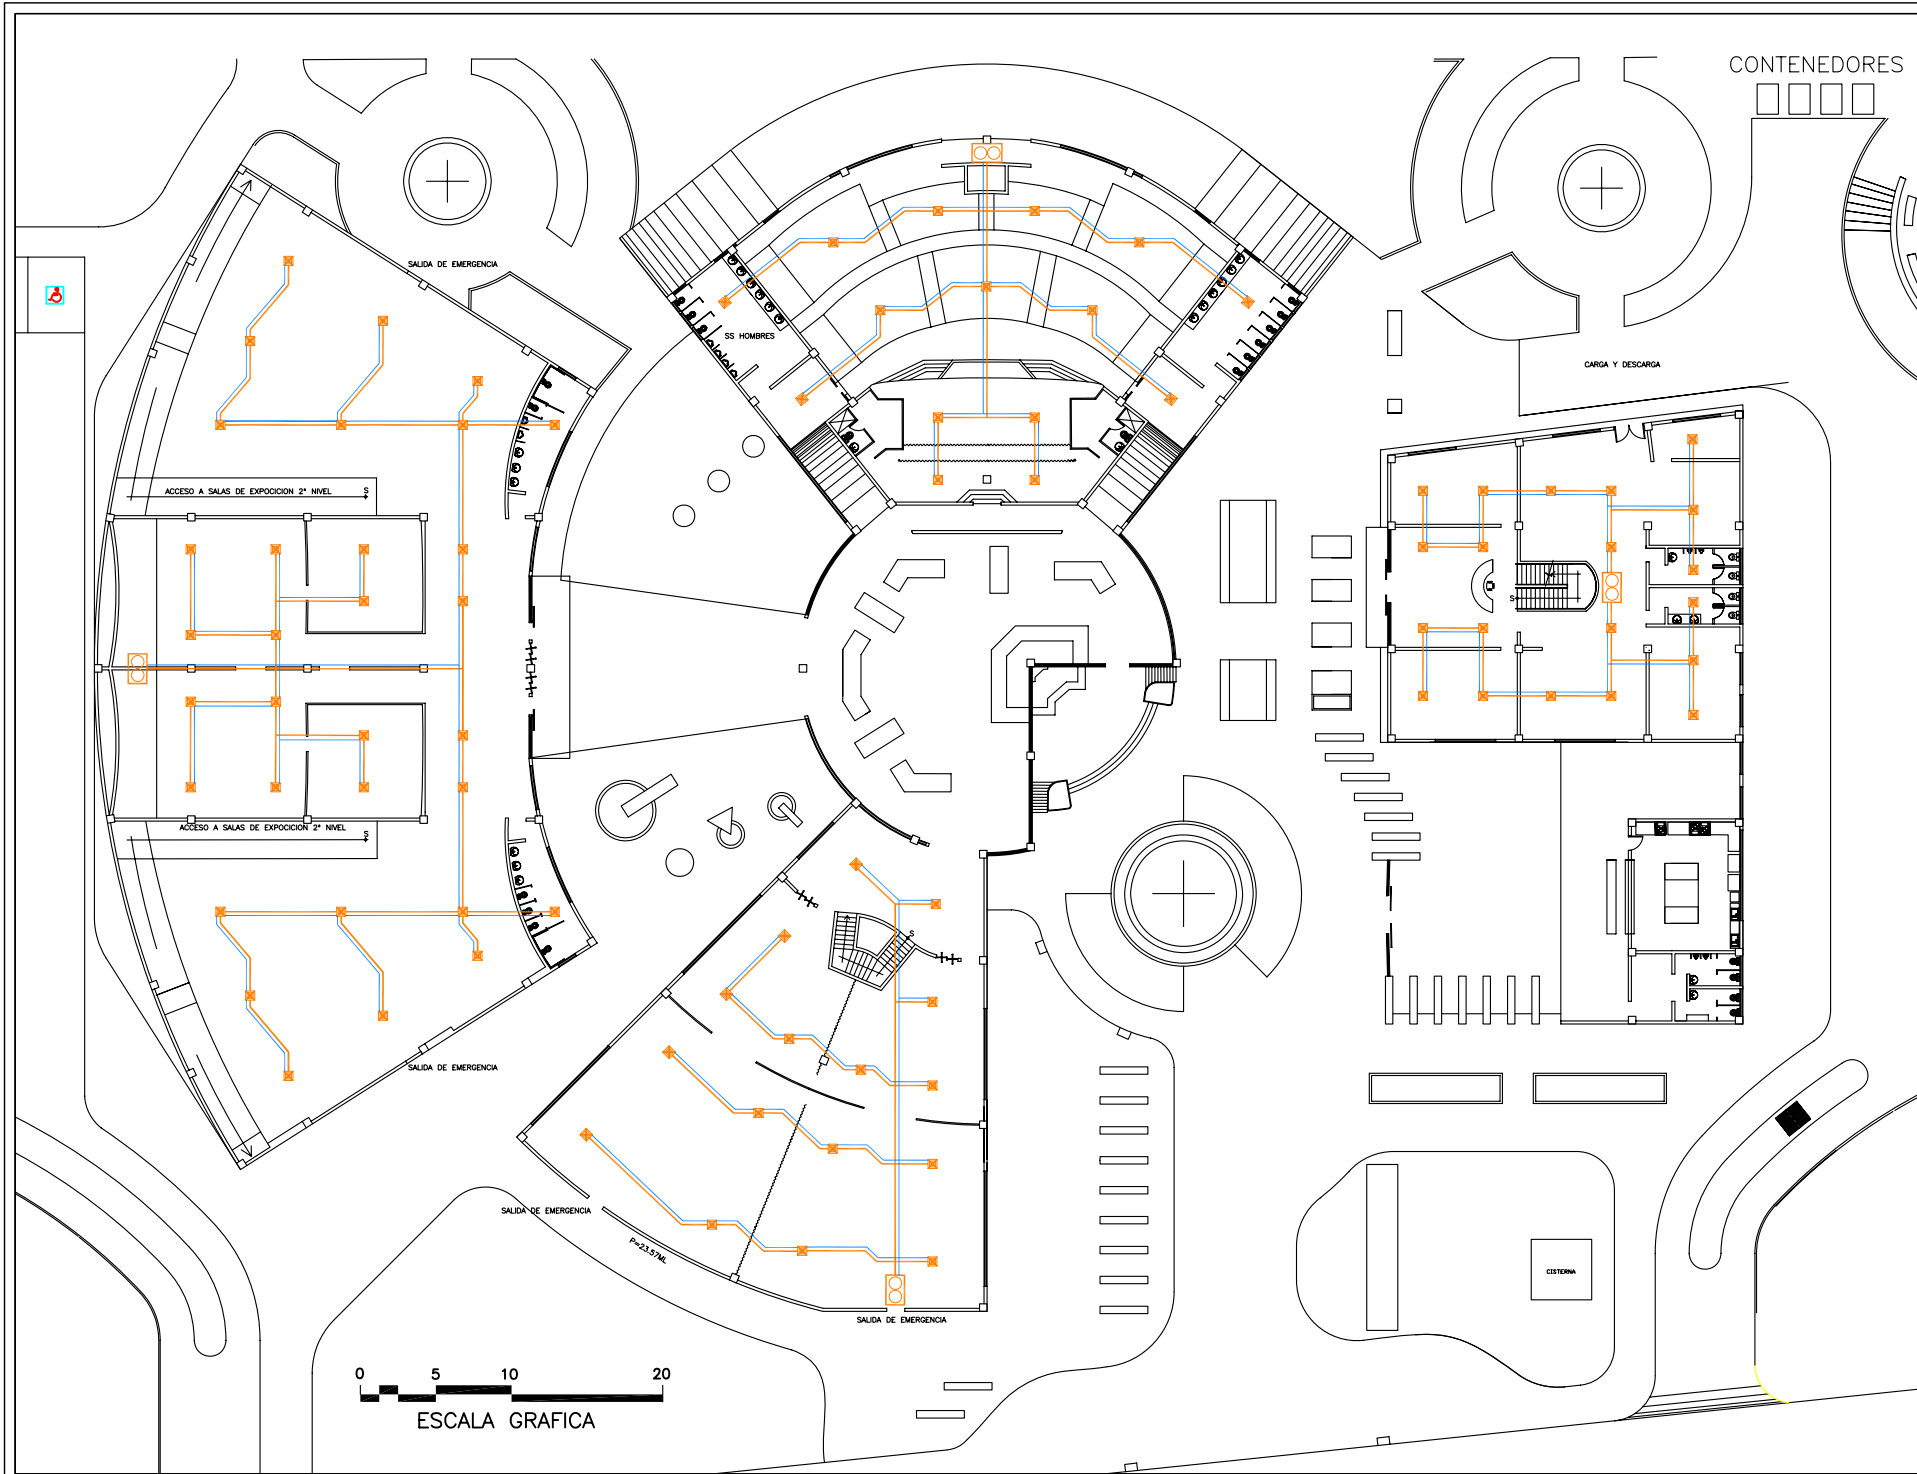 CONTENEDORES
SALIDA DE EMERGENCIA
SS HOMBRES
CARGA Y DESCARGA
ACCESO A SALAS DE EXPOCICION 2° NIVEL
S
S
ACCESO A SALAS DE EXPOCICION 2° NIVEL
S
S
SALIDA DE EMERGENCIA
SALIDA DE EMERGENCIA
P=23.57ML
CISTERNA
SALIDA DE EMERGENCIA
0 5 10 20
ESCALA GRAFICA